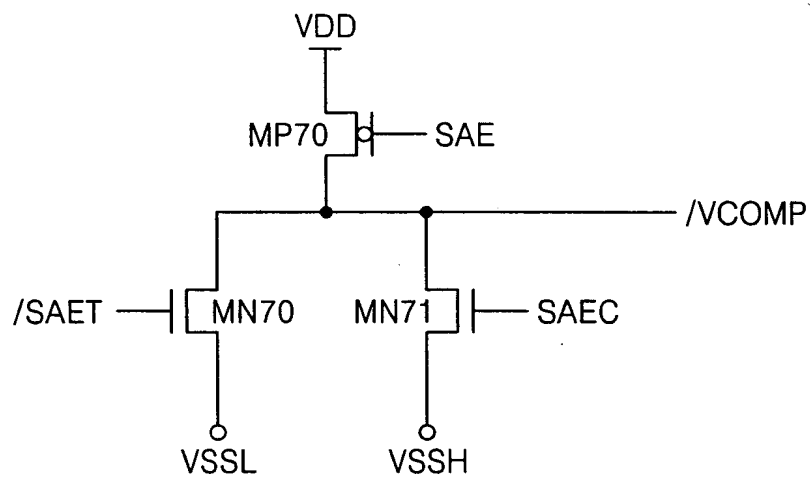 VDD
MP70
SAE
/VCOMP
/SAET
MN70
MN71
SAEC
VSSL
VSSH